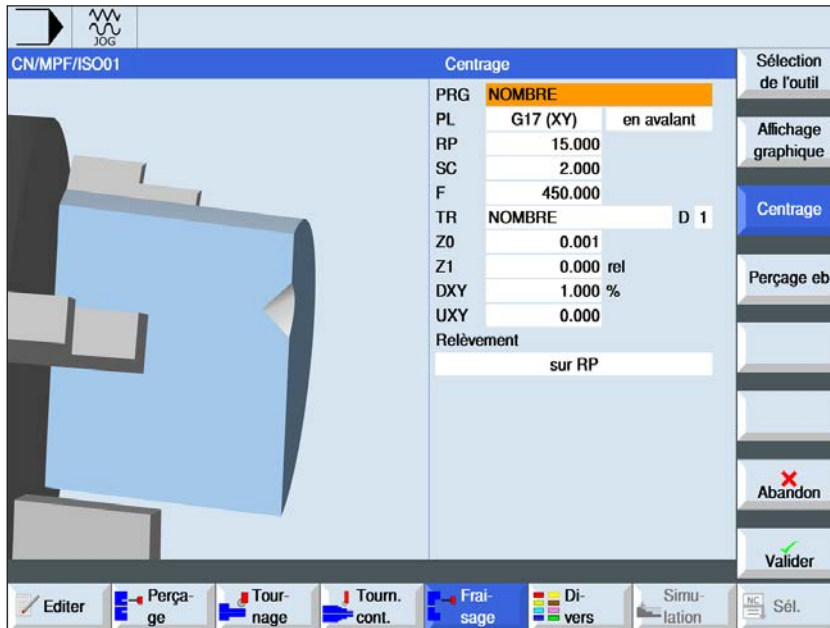 JOG
CN/MPF/ISO01
Centrage
PRG NOMBRE
PL G17 (XY) en avalant
RP 15.000
SC 2.000
F 450.000
TR NOMBRE D 1
Z0 0.001
Z1 0.000 rel
DXY 1.000 %
UXY 0.000
Relèvement
sur RP
Sélection
de l'outil
Affichage
graphique
Centrage
Perçage eb
Abandon
Valider
Editer
Perça-
ge
Tour-
nage
Tourn.
cont.
Frai-
sage
Di-
vers
Simu-
lation
NC
Sél.